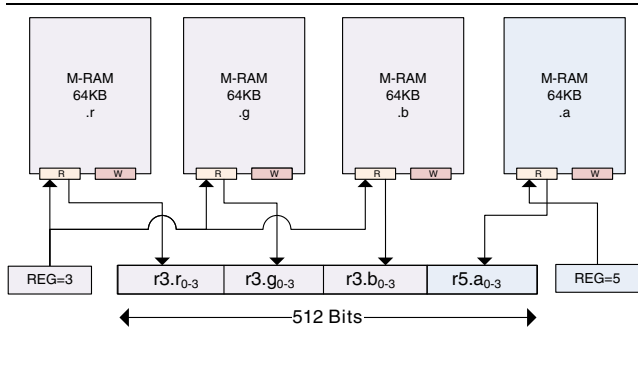 M-RAM
64KB
.r
M-RAM
64KB
.g
M-RAM
64KB
.b
M-RAM
64KB
.a
R W R W R W R W
REG=3 r3.r0-3 r3.g0-3 r3.b0-3 r5.a0-3 REG=5
512 Bits